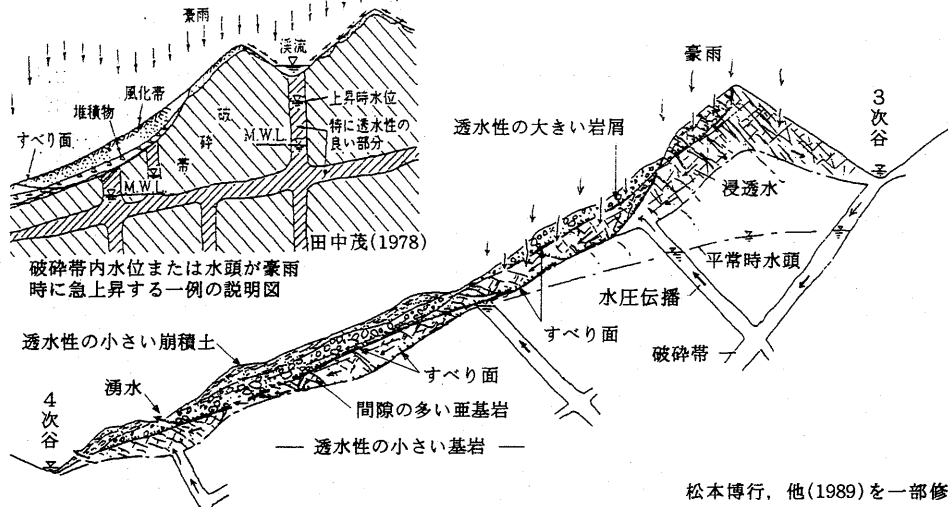 豪雨
渓流
風化帯
堆積物
すべり面
上昇時水位
特に透水性の
良い部分
M.W.L.
破
砕
帯
M.W.L.
田中茂(1978)
破砕帯内水位または水頭が豪雨
時に急上昇する一例の説明図
豪雨
3次谷
透水性の大きい岩屑
浸透水
平常時水頭
水圧伝播
すべり面
破砕帯
透水性の小さい崩積土
湧水
すべり面
間隙の多い亜基岩
4次谷
透水性の小さい基岩
松本博行，他(1989)を一部修